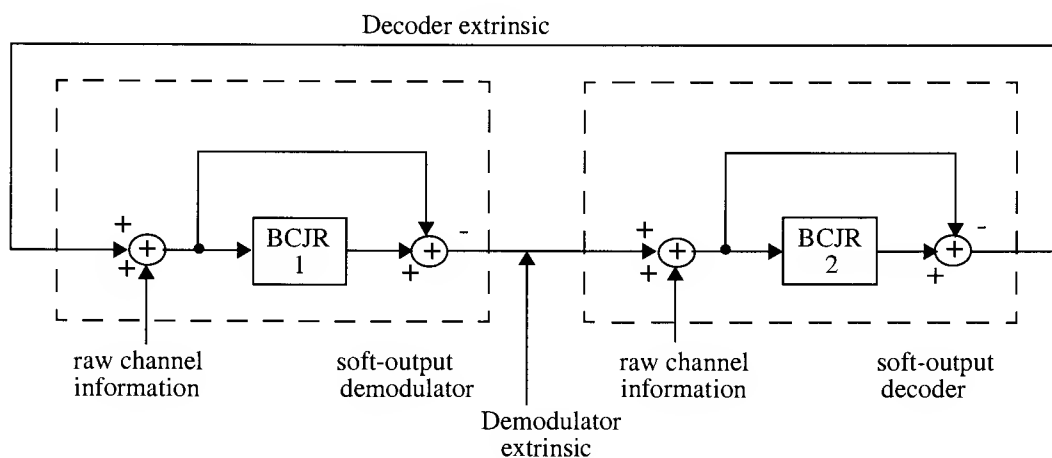 Decoder extrinsic
+
+
+
BCJR
1
+
-
+
+
+
+
BCJR
2
+
-
+
raw channel
information
soft-output
demodulator
Demodulator
extrinsic
raw channel
information
soft-output
decoder